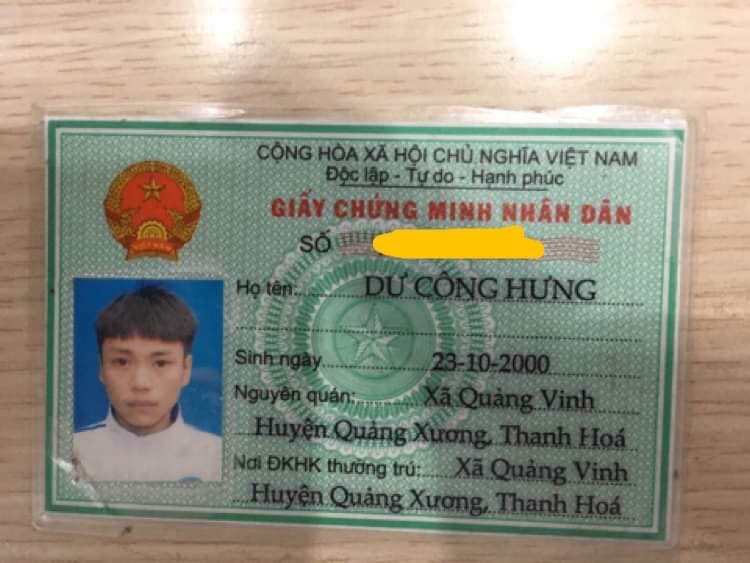 CỘNG HÒA XÃ HỘI CHỦ NGHĨA VIỆT NAM
Độc lập - Tự do - Hạnh phúc
GIẤY CHỨNG MINH NHÂN DÂN
SỐ
Họ tên: DƯ CÔNG HƯNG
Sinh ngày 23-10-2000
Nguyên quán: Xã Quảng Vinh
Huyện Quảng Xương, Thanh Hoá
Nơi ĐKHK thường trú: Xã Quảng Vinh
Huyện Quảng Xương, Thanh Hoá